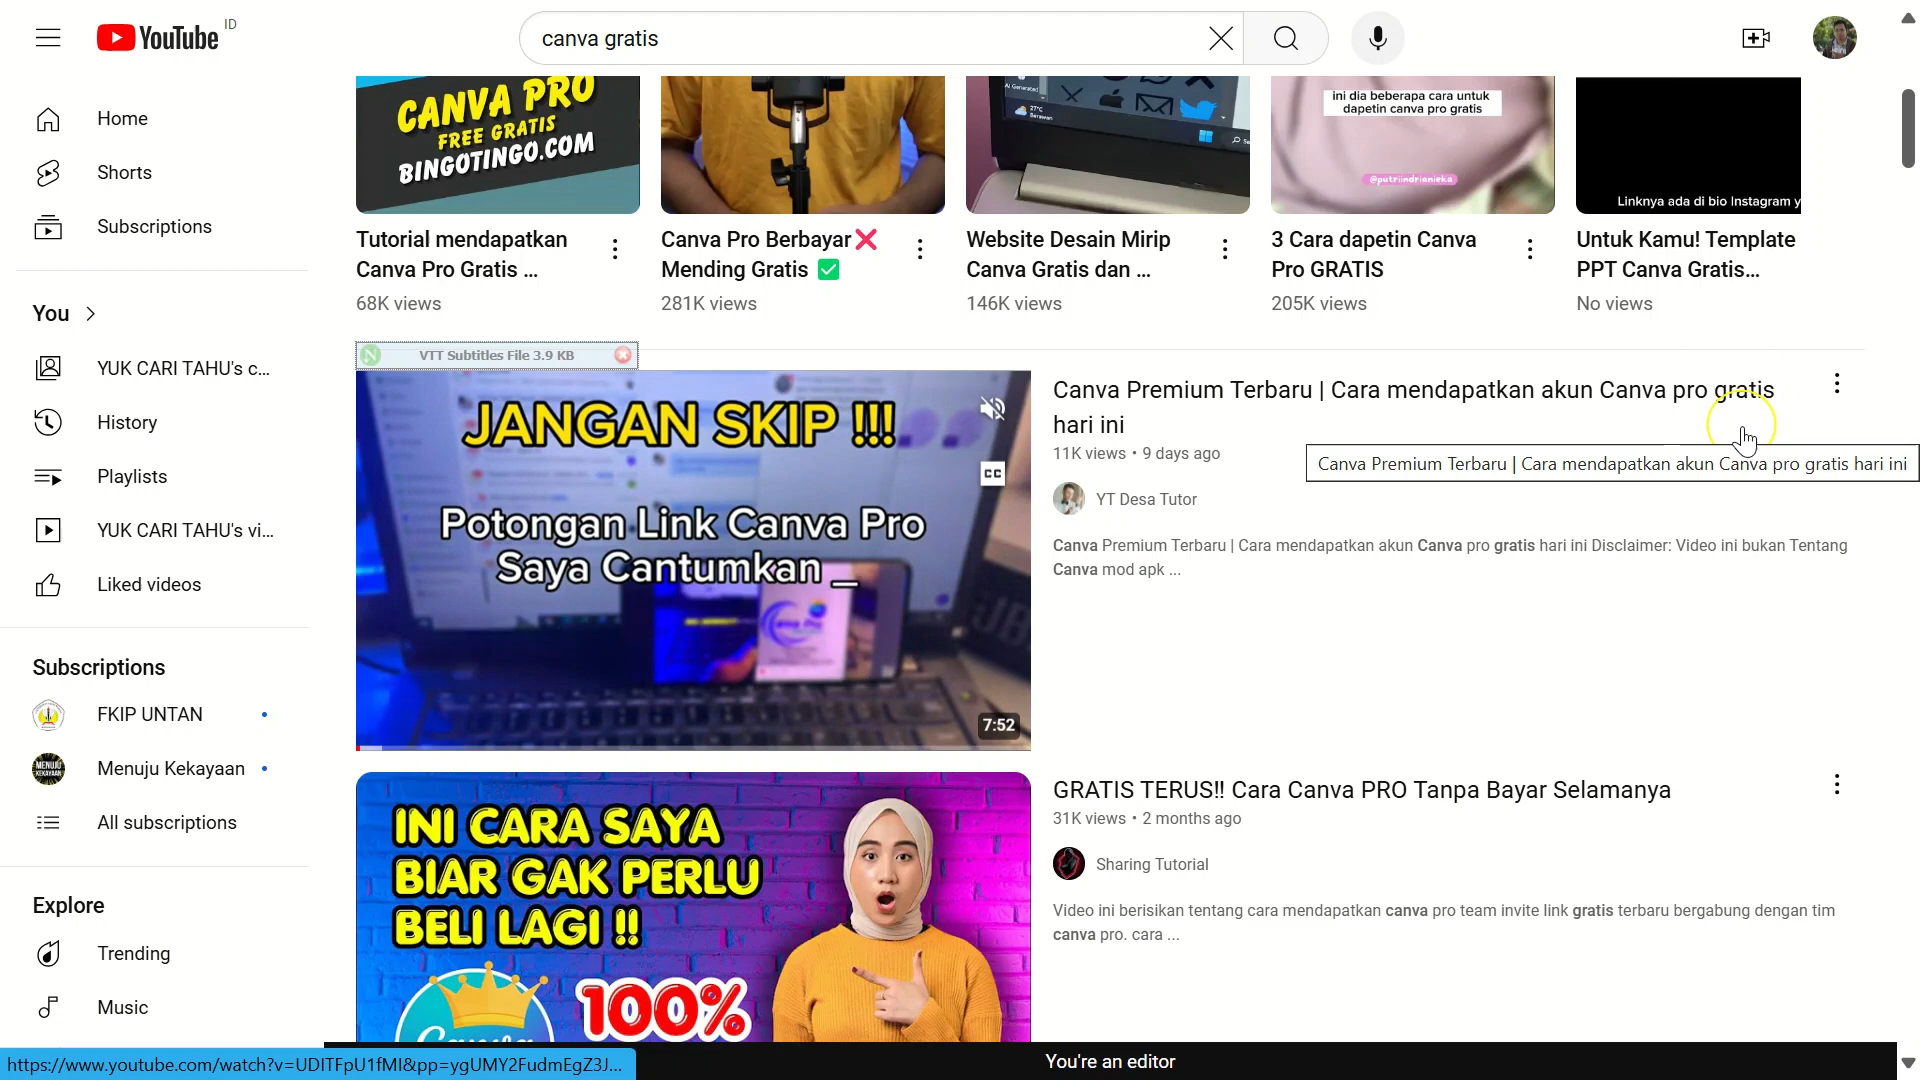 YouTube
ID
canva gratis
Home
Shorts
Subscriptions
You
YUK CARI TAHU's c...
History
Playlists
YUK CARI TAHU's vi...
Liked videos
Subscriptions
FKIP UNTAN
Menuju Kekayaan
All subscriptions
Explore
Trending
Music
CANVA PRO
FREE GRATIS
BINGOTINGO.COM
Tutorial mendapatkan
Canva Pro Gratis ...
68K views
Canva Pro Berbayar❌
Mending Gratis ✅
281K views
AI Generated
27°C
Berawan
Website Desain Mirip
Canva Gratis dan ...
146K views
ini dia beberapa cara untuk
dapetin canva pro gratis
@putriindrianieka
3 Cara dapetin Canva
Pro GRATIS
205K views
Linknya ada di bio Instagram y
Untuk Kamu! Template
PPT Canva Gratis...
No views
VTT Subtitles File 3.9 KB
JANGAN SKIP !!!
CC
Potongan Link Canva Pro
Saya Cantumkan _
7:52
Canva Premium Terbaru | Cara mendapatkan akun Canva pro gratis
hari ini
11K views • 9 days ago
Canva Premium Terbaru | Cara mendapatkan akun Canva pro gratis hari ini
YT Desa Tutor
Canva Premium Terbaru | Cara mendapatkan akun Canva pro gratis hari ini Disclaimer: Video ini bukan Tentang
Canva mod apk ...
INI CARA SAYA
BIAR GAK PERLU
BELI LAGI !!
100%
GRATIS TERUS!! Cara Canva PRO Tanpa Bayar Selamanya
31K views • 2 months ago
Sharing Tutorial
Video ini berisikan tentang cara mendapatkan canva pro team invite link gratis terbaru bergabung dengan tim
canva pro. cara ...
https://www.youtube.com/watch?v=UDITFpU1fMI&pp=ygUMY2FudmEgZ3J...
You're an editor